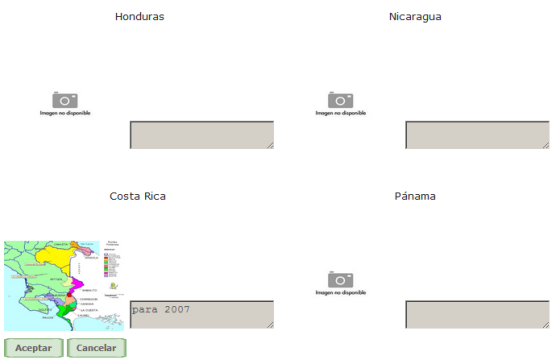 Honduras
Nicaragua
Imagen no disponible
Imagen no disponible
Costa Rica
Pánama
para 2007
Imagen no disponible
Aceptar
Cancelar